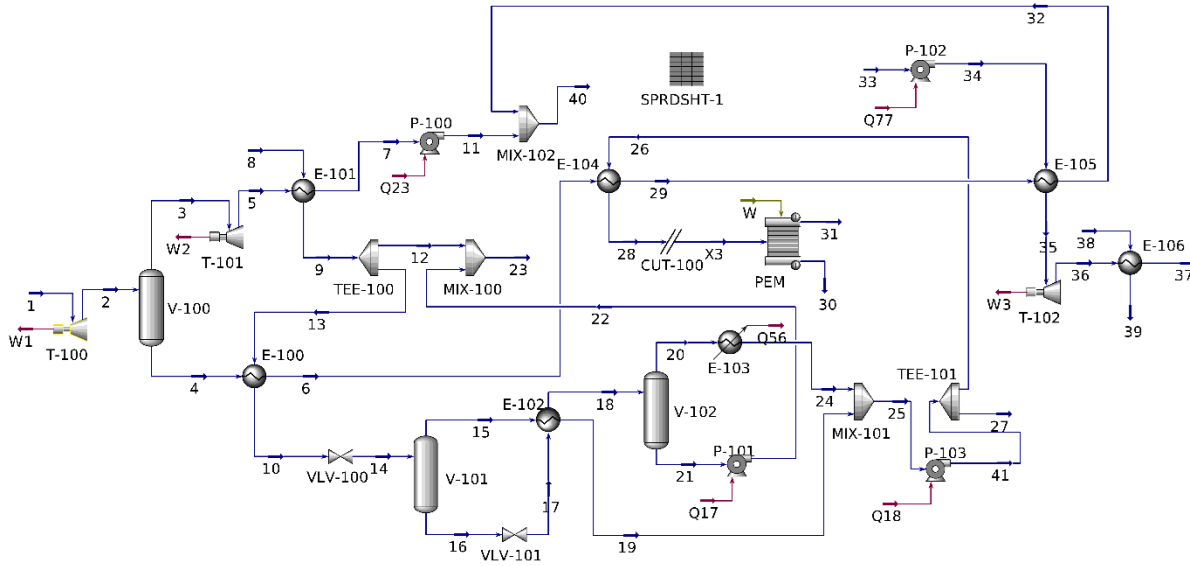 32
P-102
33
34
40
SPRDSHT-1
P-100
Q77
MIX-102
8
7
11
26
E-101
E-104
E-105
Q23
29
3
5
W
31
35
38
E-106
W2
12
28
X3
36
37
T-101
9
23
CUT-100
1
2
TEE-100
MIX-100
PEM
30
W3
T-102
39
V-100
22
W1
13
T-100
20
Q56
E-100
E-103
TEE-101
4
6
E-102
18
24
15
V-102
25
27
MIX-101
10
14
P-101
P-103
VLV-100
V-101
21
41
17
Q17
Q18
16
19
VLV-101